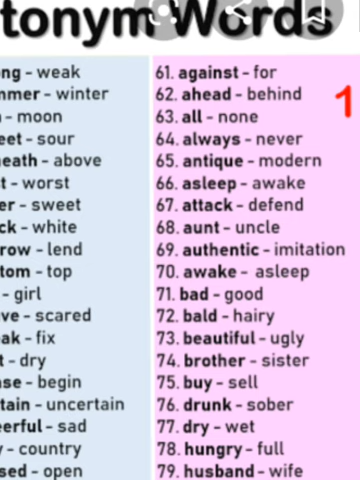 tonym Words
ng - weak
mmer - winter
- moon
eet - sour
eath - above
t - worst
er - sweet
ck - white
row - lend
tom - top
- girl
ve - scared
ak - fix
t - dry
se - begin
tain - uncertain
erful - sad
y - country
sed - open
61. against - for
62. ahead - behind
63. all - none
64. always - never
65. antique - modern
66. asleep - awake
67. attack - defend
68. aunt - uncle
69. authentic - imitation
70. awake - asleep
71. bad - good
72. bald - hairy
73. beautiful - ugly
74. brother - sister
75. buy - sell
76. drunk - sober
77. dry - wet
78. hungry - full
79. husband - wife
1